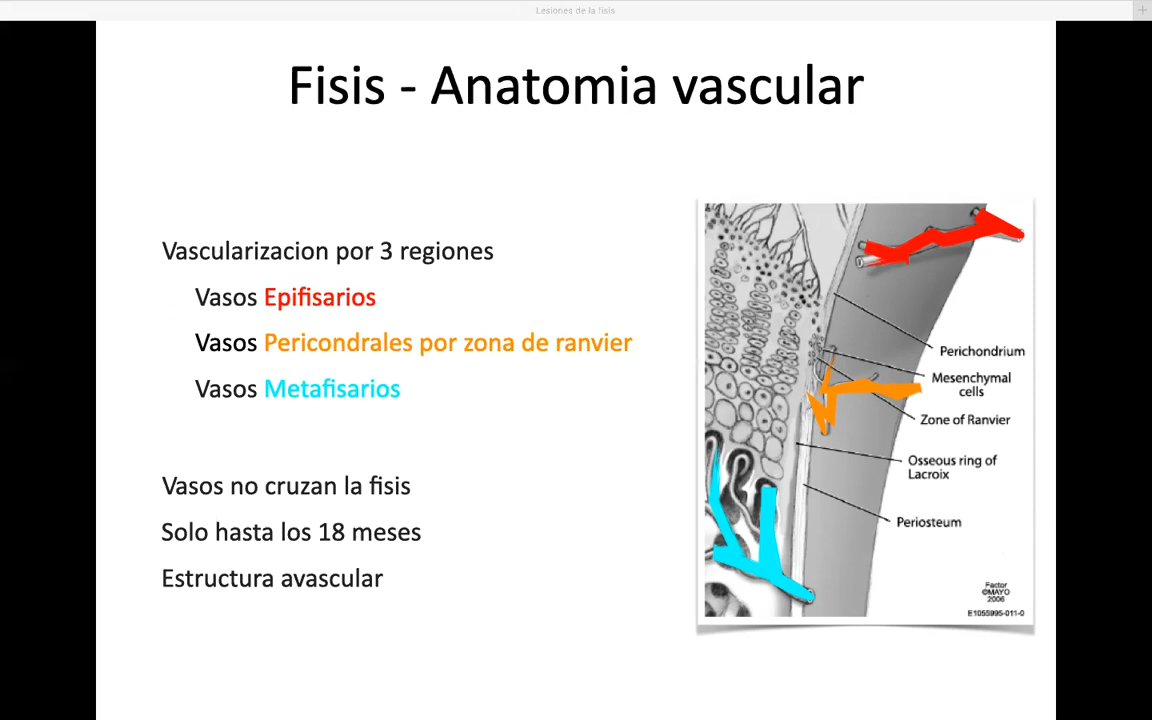 Lesiones de la fisis
Fisis - Anatomia vascular
Vascularizacion por 3 regiones
Vasos Epifisarios
Vasos Pericondrales por zona de ranvier
Vasos Metafisarios
Vasos no cruzan la fisis
Solo hasta los 18 meses
Estructura avascular
Perichondrium
Mesenchymal
cells
Zone of Ranvier
Osseous ring of
Lacroix
Periosteum
Factor
©MAYO
2006
E1055995-011-0